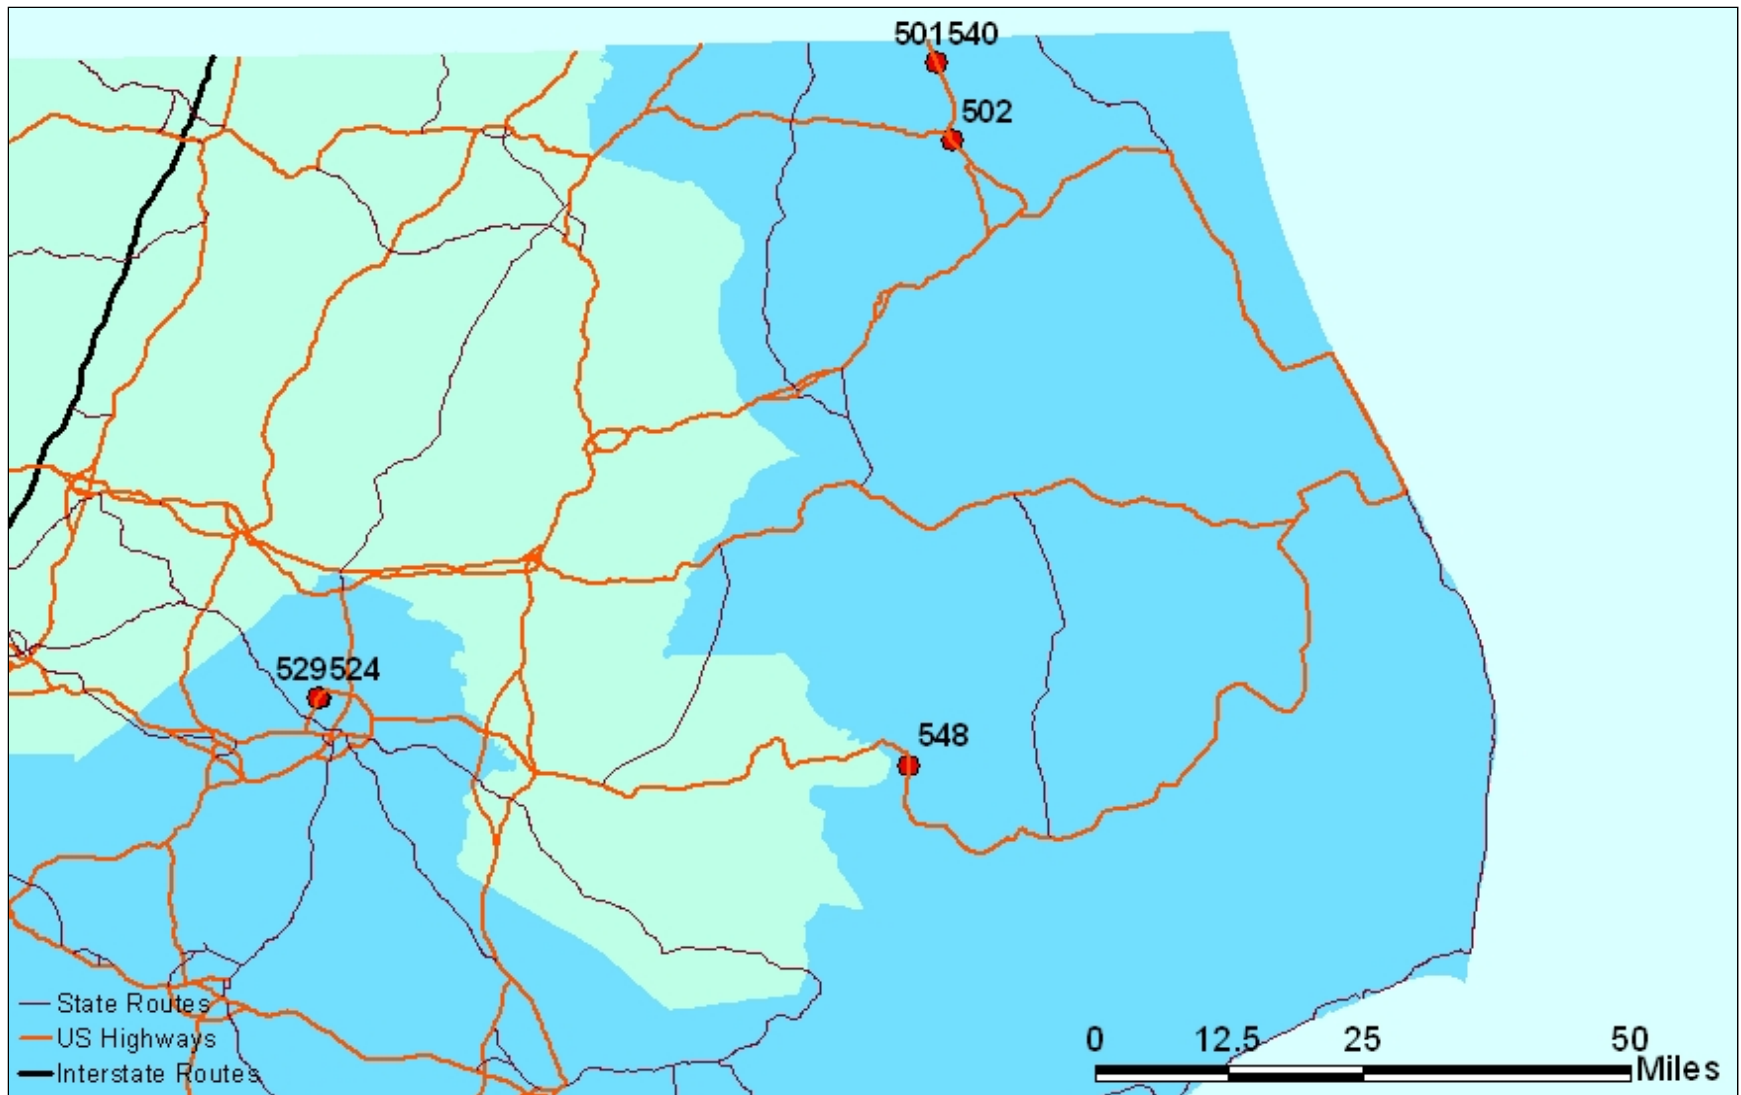 501540
502
529524
548
State Routes
US Highways
Interstate Routes
0 12.5 25 50
Miles